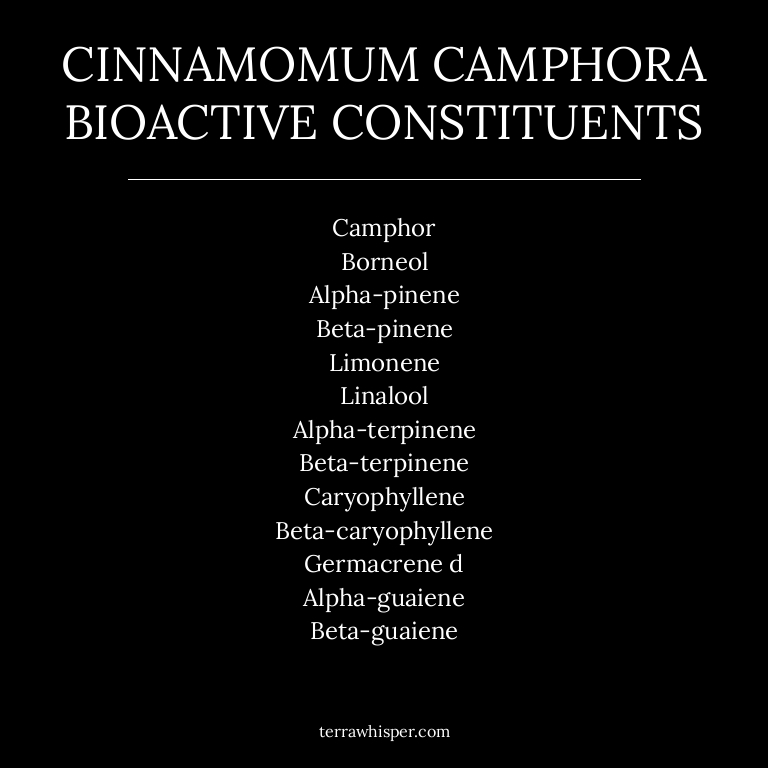 CINNAMOMUM CAMPHORA
BIOACTIVE CONSTITUENTS
Camphor
Borneol
Alpha-pinene
Beta-pinene
Limonene
Linalool
Alpha-terpinene
Beta-terpinene
Caryophyllene
Beta-caryophyllene
Germacrene d
Alpha-guaiene
Beta-guaiene
terrawhisper.com